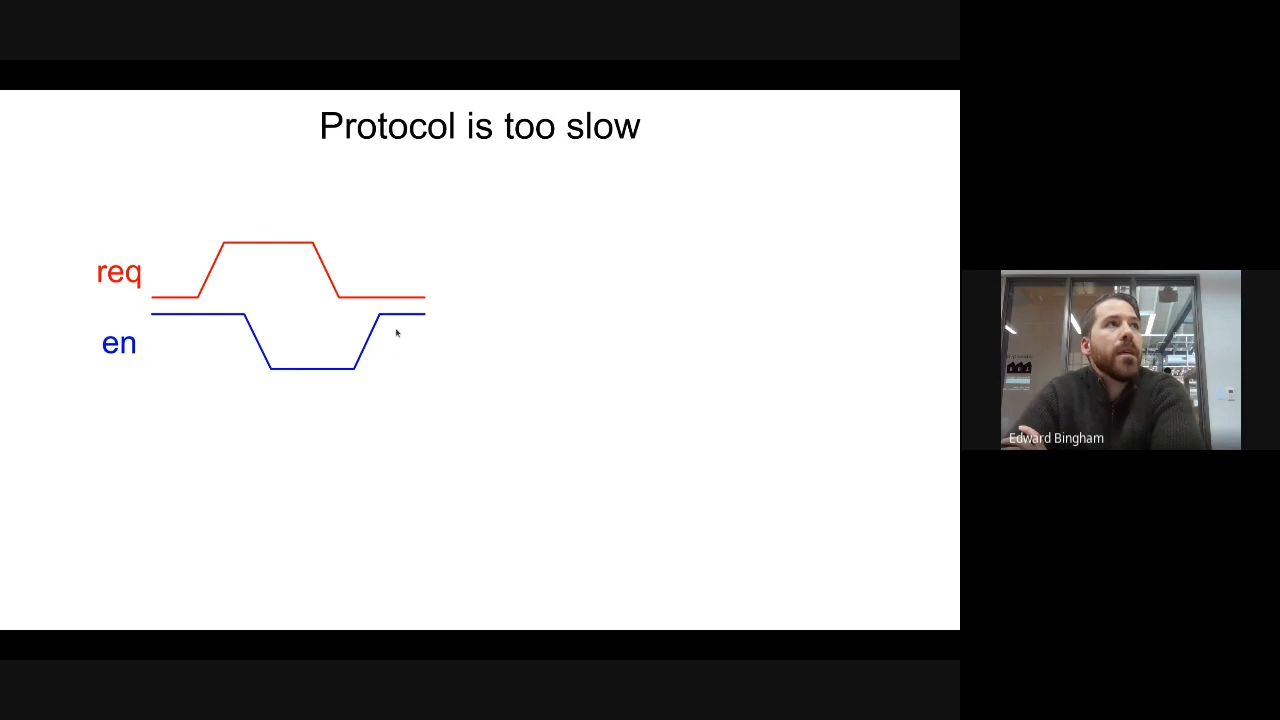 Protocol is too slow
req
en
Edward Bingham